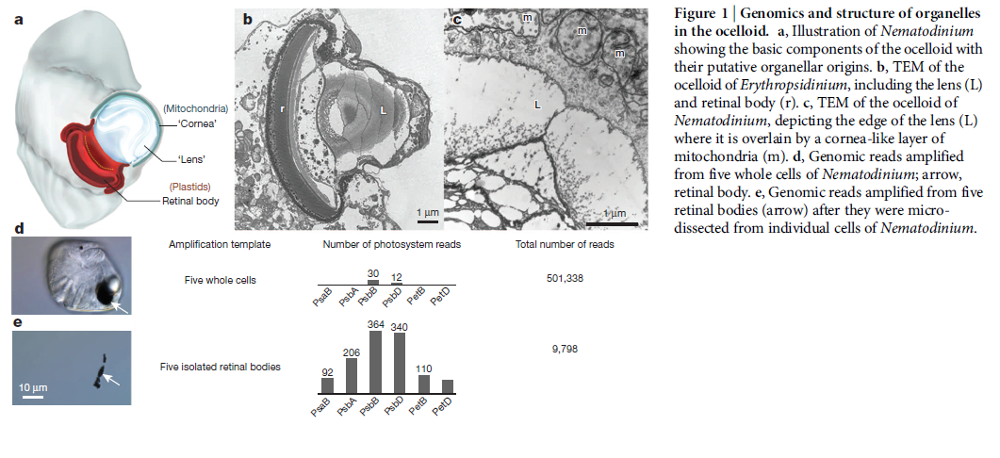 a
(Mitochondria)
‘Cornea’
‘Lens’
(Plastids)
Retinal body
b
r
L
1 μm
c
m
m
m
L
1 μm
Figure 1 | Genomics and structure of organelles
in the ocelloid. a, Illustration of Nematodinium
showing the basic components of the ocelloid with
their putative organellar origins. b, TEM of the
ocelloid of Erythropsidinium, including the lens (L)
and retinal body (r). c, TEM of the ocelloid of
Nematodinium, depicting the edge of the lens (L)
where it is overlain by a cornea-like layer of
mitochondria (m). d, Genomic reads amplified
from five whole cells of Nematodinium; arrow,
retinal body. e, Genomic reads amplified from five
retinal bodies (arrow) after they were micro-
dissected from individual cells of Nematodinium.
d
Amplification template
Number of photosystem reads
Total number of reads
Five whole cells
30
12
PsaB
PsbA
PsbB
PsbD
PetB
PetD
501,338
e
10 μm
Five isolated retinal bodies
92
206
364
340
110
PsaB
PsbA
PsbB
PsbD
PetB
PetD
9,798